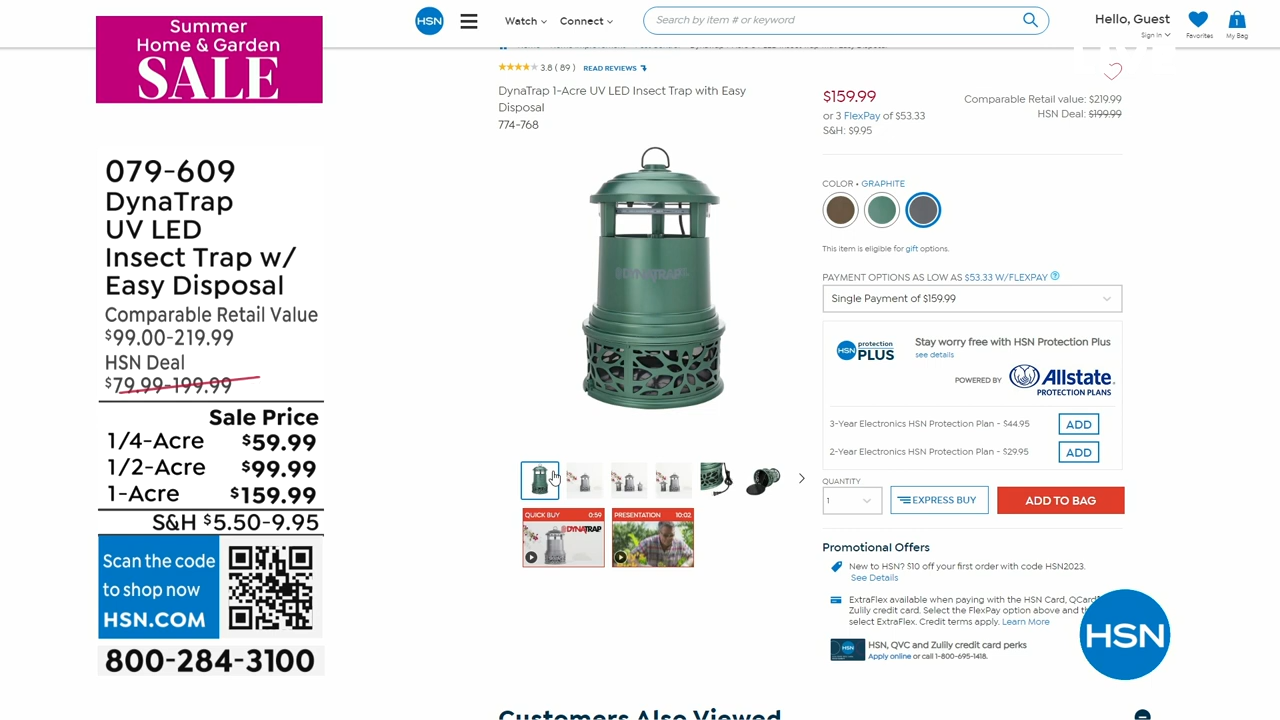 Summer
Home & Garden
SALE
079-609
DynaTrap
UV LED
Insect Trap w/
Easy Disposal
Comparable Retail Value
$99.00-219.99
HSN Deal
$79.99-199.99
Sale Price
1/4-Acre $59.99
1/2-Acre $99.99
1-Acre $159.99
S&H $5.50-9.95
Scan the code
to shop now
HSN.COM
800-284-3100
HSN
Watch
Connect
Search by item # or keyword
Hello, Guest
Sign in
Favorites
1
My Bag
3.8 ( 89 ) READ REVIEWS
DynaTrap 1-Acre UV LED Insect Trap with Easy
Disposal
774-768
DYNATRAP
QUICK BUY 0:59
DYNATRAP
PRESENTATION 10:02
$159.99
Comparable Retail value: $219.99
or 3 FlexPay of $53.33
HSN Deal: $199.99
S&H: $9.95
COLOR • GRAPHITE
This item is eligible for gift options.
PAYMENT OPTIONS AS LOW AS $53.33 W/FLEXPAY ?
Single Payment of $159.99
HSN protection PLUS
Stay worry free with HSN Protection Plus
see details
POWERED BY Allstate.
PROTECTION PLANS
3-Year Electronics HSN Protection Plan - $44.95 ADD
2-Year Electronics HSN Protection Plan - $29.95 ADD
QUANTITY
1
EXPRESS BUY
ADD TO BAG
Promotional Offers
New to HSN? $10 off your first order with code HSN2023.
See Details
ExtraFlex available when paying with the HSN Card, QCard
Zulily credit card. Select the FlexPay option above and
select ExtraFlex. Credit terms apply. Learn More
HSN, QVC and Zulily credit card perks
Apply online or call 1-800-695-1418.
HSN
Customers Also Viewed